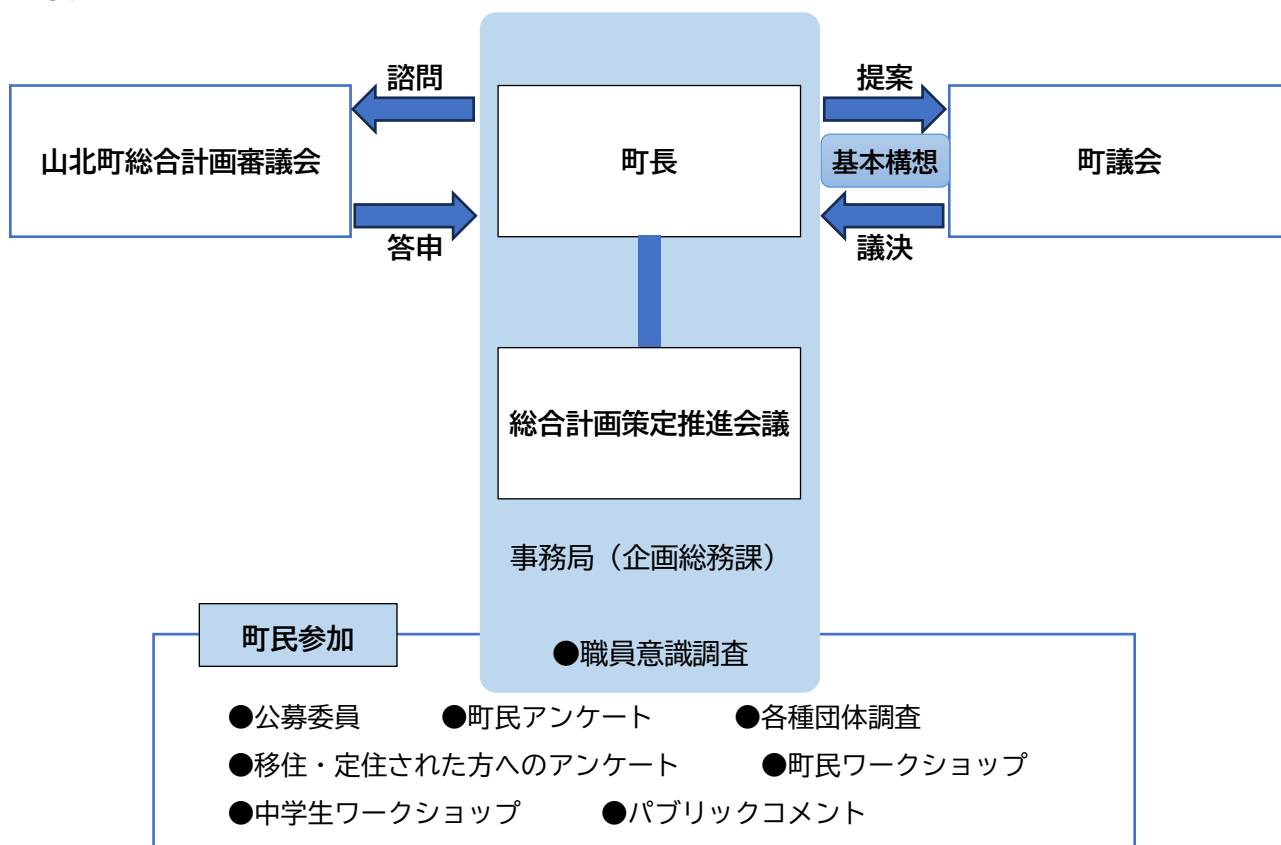 諮問
提案
山北町総合計画審議会
町長
基本構想
町議会
答申
議決
総合計画策定推進会議
事務局（企画総務課）
町民参加
●職員意識調査
●公募委員 ●町民アンケート ●各種団体調査
●移住・定住された方へのアンケート ●町民ワークショップ
●中学生ワークショップ ●パブリックコメント